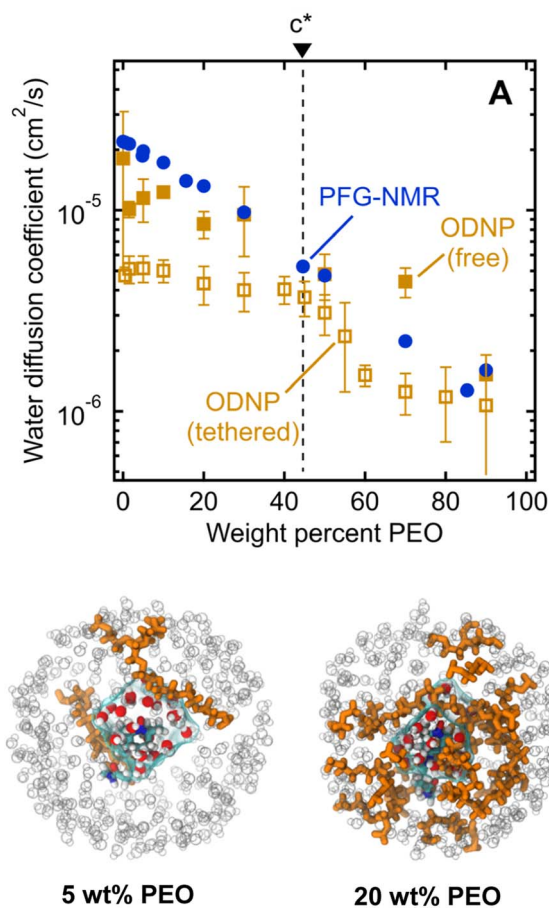 c*
A
Water diffusion coefficient (cm²/s)
10⁻⁵
10⁻⁶
PFG-NMR
ODNP
(free)
ODNP
(tethered)
0 20 40 60 80 100
Weight percent PEO
5 wt% PEO 20 wt% PEO